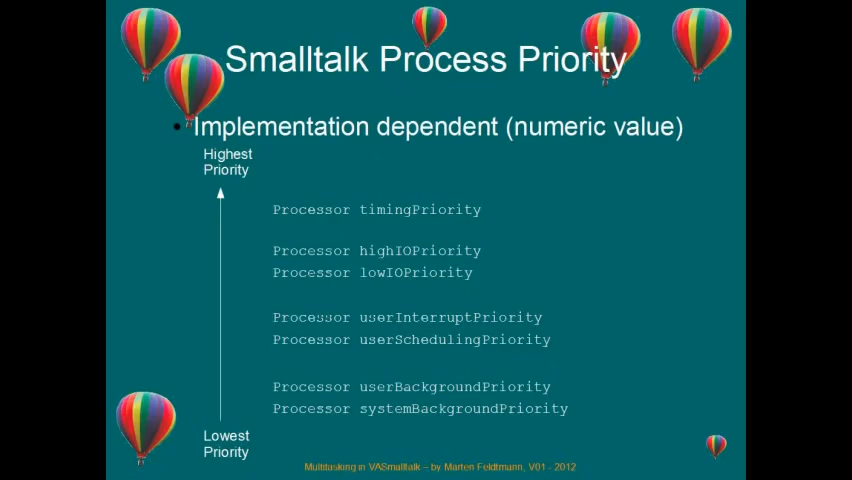 Smalltalk Process Priority
Implementation dependent (numeric value)
Highest
Priority
Processor timingPriority
Processor highIOPriority
Processor lowIOPriority
Processor userInterruptPriority
Processor userSchedulingPriority
Processor userBackgroundPriority
Processor systemBackgroundPriority
Lowest
Priority
Multitasking in VASmalltalk – by Marten Feldtmann, V01 - 2012